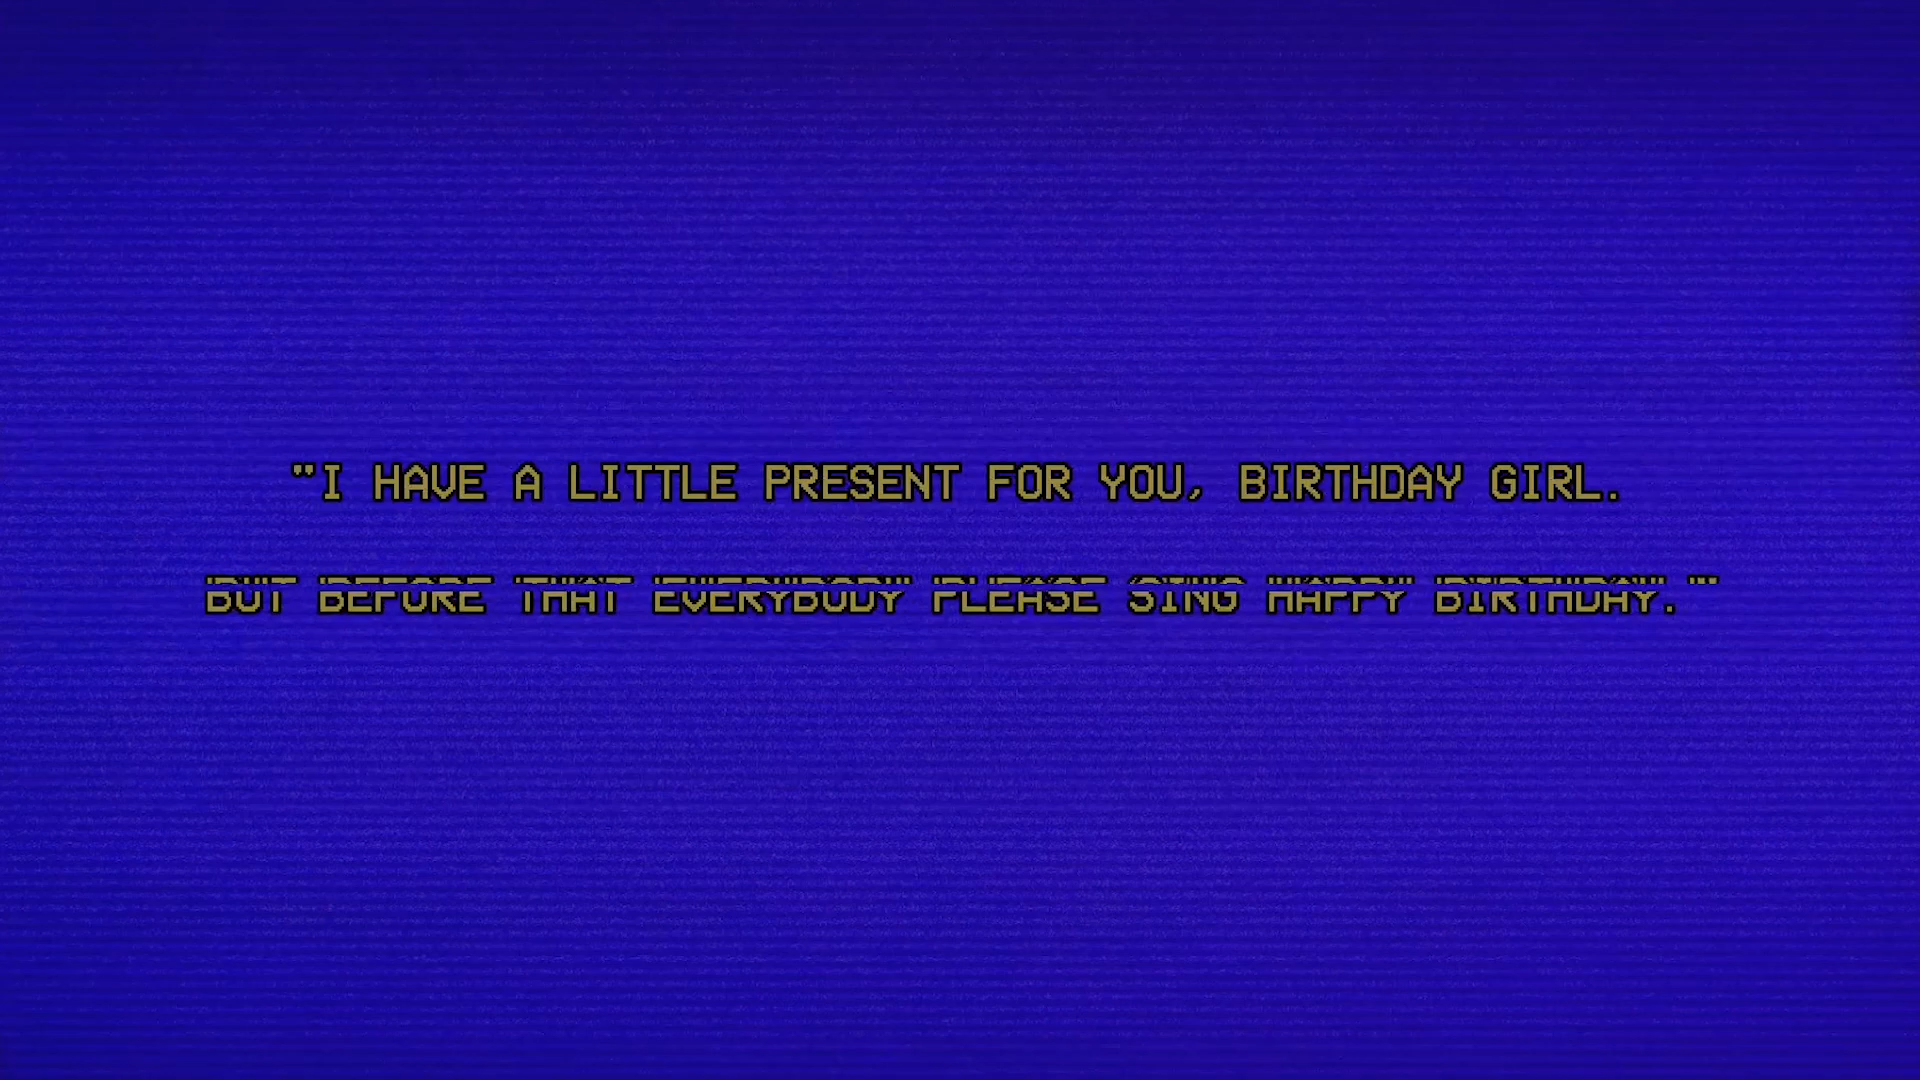 "I HAVE A LITTLE PRESENT FOR YOU, BIRTHDAY GIRL.
BUT BEFORE THAT EVERYBODY PLEASE SING HAPPY BIRTHDAY."